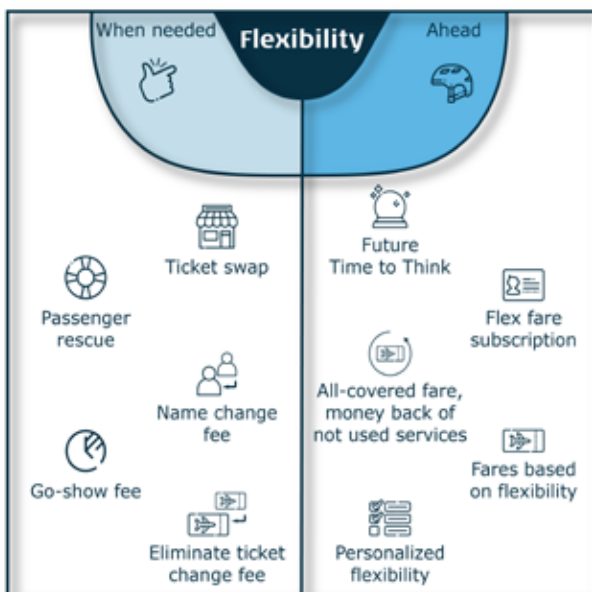 When needed
Flexibility
Ahead
Ticket swap
Passenger
rescue
Name change
fee
Go-show fee
Eliminate ticket
change fee
Future
Time to Think
Flex fare
subscription
All-covered fare,
money back of
not used services
Fares based
on flexibility
Personalized
flexibility